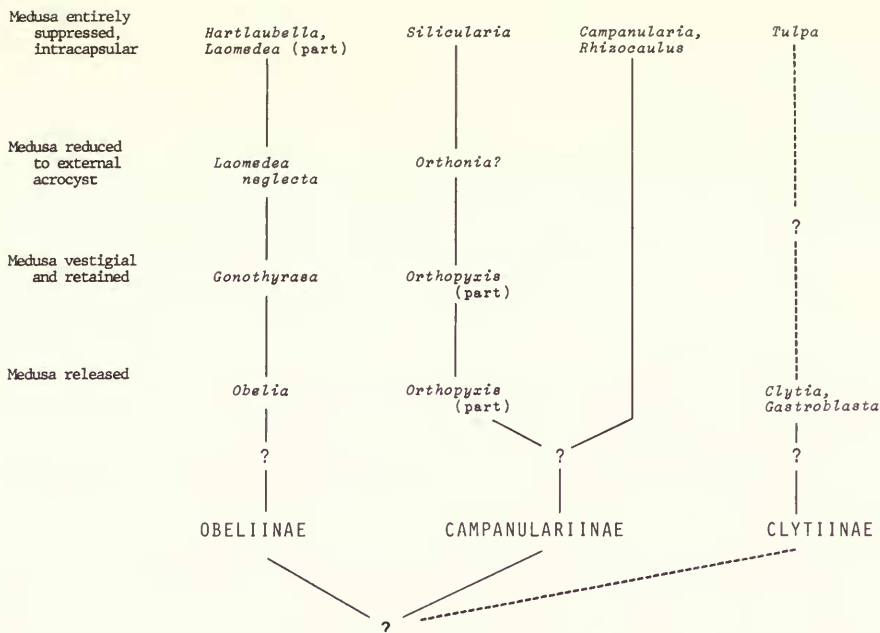 Medusa entirely
suppressed,
intracapsular
Hartlaubella,
Laomedea (part)
Silicularia
Campanularia,
Rhizocaulus
Tulpa
Medusa reduced
to external
acrocyst
Laomedea
neglecta
Orthonia?
?
Medusa vestigial
and retained
Gonothyraea
Orthopyxis
(part)
Medusa released
Obelia
Orthopyxis
(part)
Clytia,
Gastroblasta
?
?
?
OBELIINAE
CAMPANULARIINAE
CLYTIINAE
?